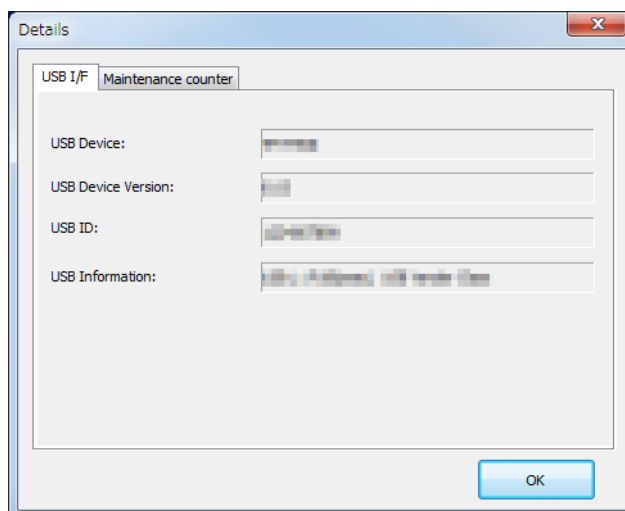 Details
USB I/F Maintenance counter
USB Device:
USB Device Version:
USB ID:
USB Information:
OK